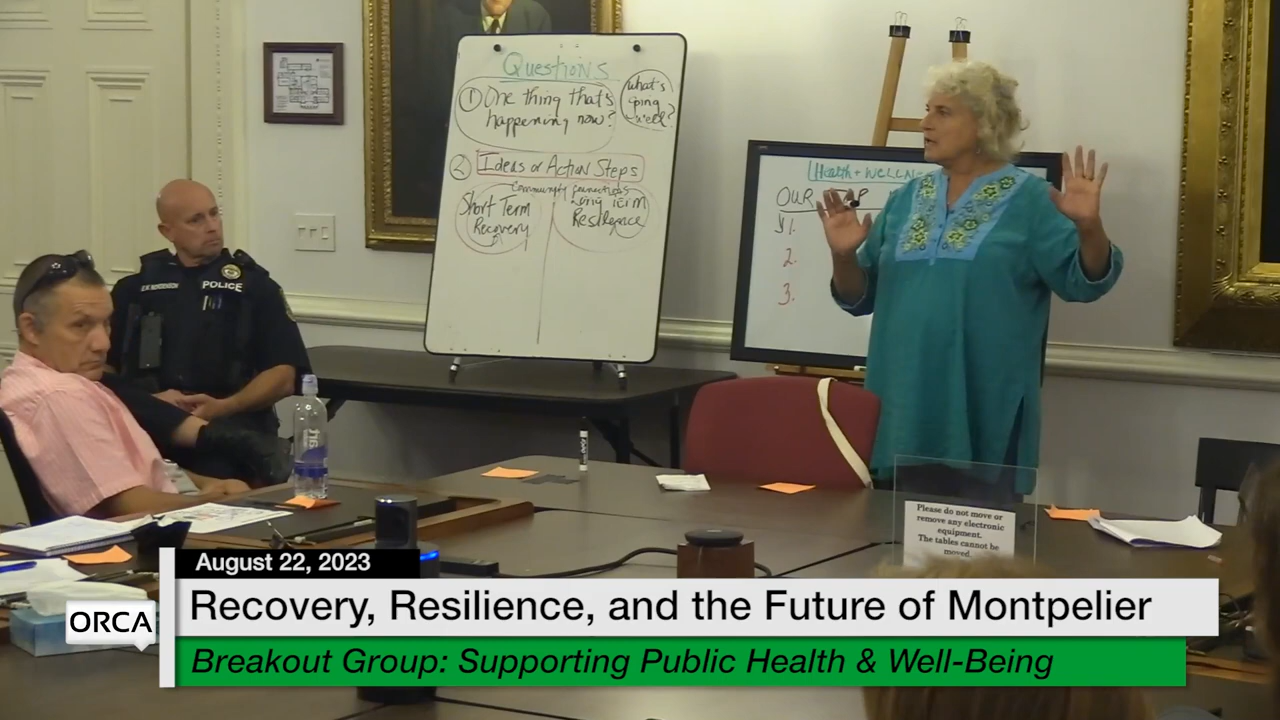 Questions
① One thing that's
happening now?
What's
going
well?
② Ideas or Action Steps
Community connections
Short Term
Recovery
Long Term
Resilience
Health + WELLNE
OUR
1.
2.
3.
POLICE
Please do not move or
remove any electronic
equipment.
The tables cannot be
moved.
August 22, 2023
ORCA
Recovery, Resilience, and the Future of Montpelier
Breakout Group: Supporting Public Health & Well-Being